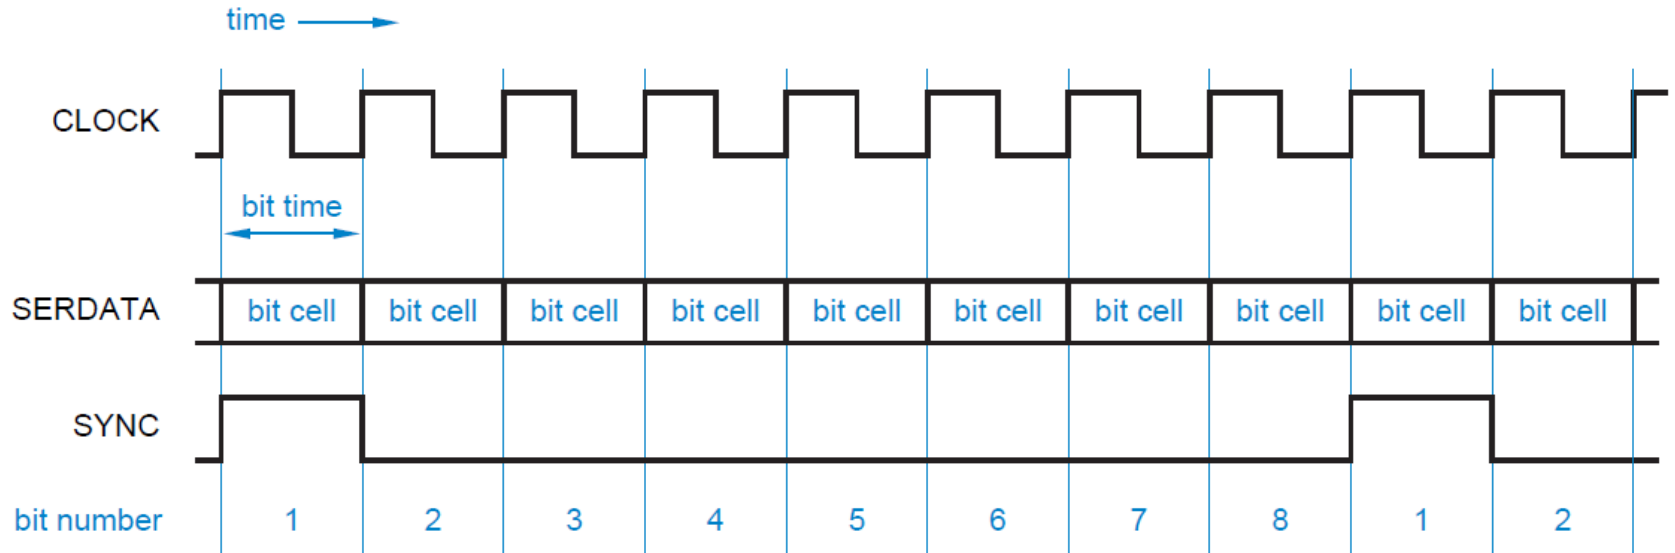 time
CLOCK
bit time
SERDATA bit cell bit cell bit cell bit cell bit cell bit cell bit cell bit cell bit cell bit cell
SYNC
bit number 1 2 3 4 5 6 7 8 1 2